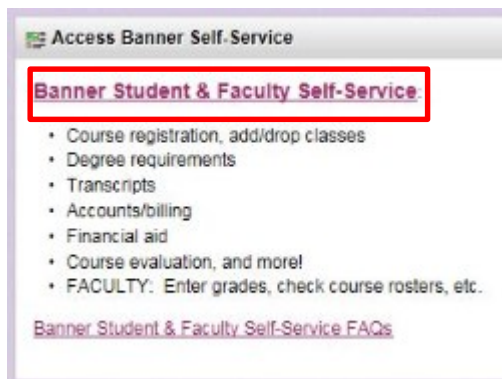 Access Banner Self-Service
Banner Student & Faculty Self-Service:
• Course registration, add/drop classes
• Degree requirements
• Transcripts
• Accounts/billing
• Financial aid
• Course evaluation, and more!
• FACULTY: Enter grades, check course rosters, etc.
Banner Student & Faculty Self-Service FAQs